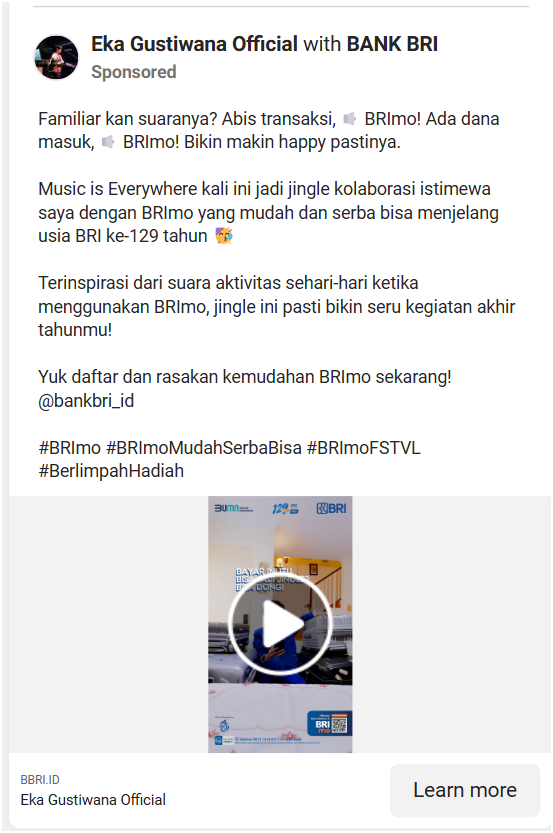 Eka Gustiwana Official with BANK BRI
Sponsored
Familiar kan suaranya? Abis transaksi, 📢 BRImo! Ada dana
masuk, 📢 BRImo! Bikin makin happy pastinya.
Music is Everywhere kali ini jadi jingle kolaborasi istimewa
saya dengan BRImo yang mudah dan serba bisa menjelang
usia BRI ke-129 tahun 🥳
Terinspirasi dari suara aktivitas sehari-hari ketika
menggunakan BRImo, jingle ini pasti bikin seru kegiatan akhir
tahunmu!
Yuk daftar dan rasakan kemudahan BRImo sekarang!
@bankbri_id
#BRImo #BRImoMudahSerbaBisa #BRImoFSTVL
#BerlimpahHadiah
BUMN
129
BRI
BAYAR
BISA
BISA DONG!
BRI
mo
BBRI.ID
Eka Gustiwana Official
Learn more